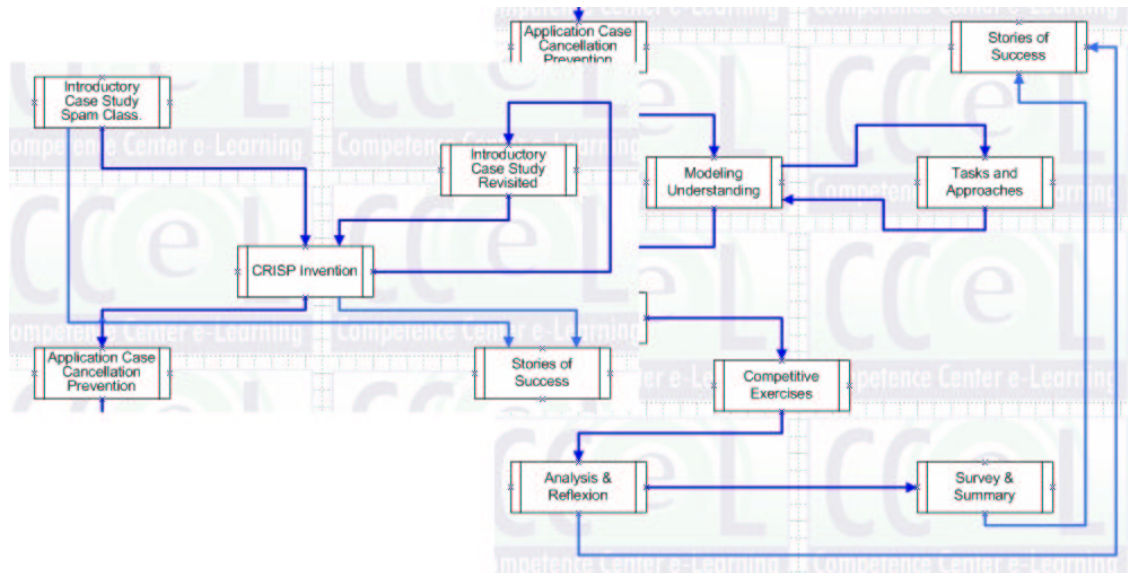 Application Case
Cancellation
Prevention
Stories of
Success
Introductory
Case Study
Spam Class.
Introductory
Case Study
Revisited
Modeling
Understanding
Tasks and
Approaches
CRISP Invention
Application Case
Cancellation
Prevention
Stories of
Success
Competitive
Exercises
Analysis &
Reflexion
Survey &
Summary
Competence Center e-Learning